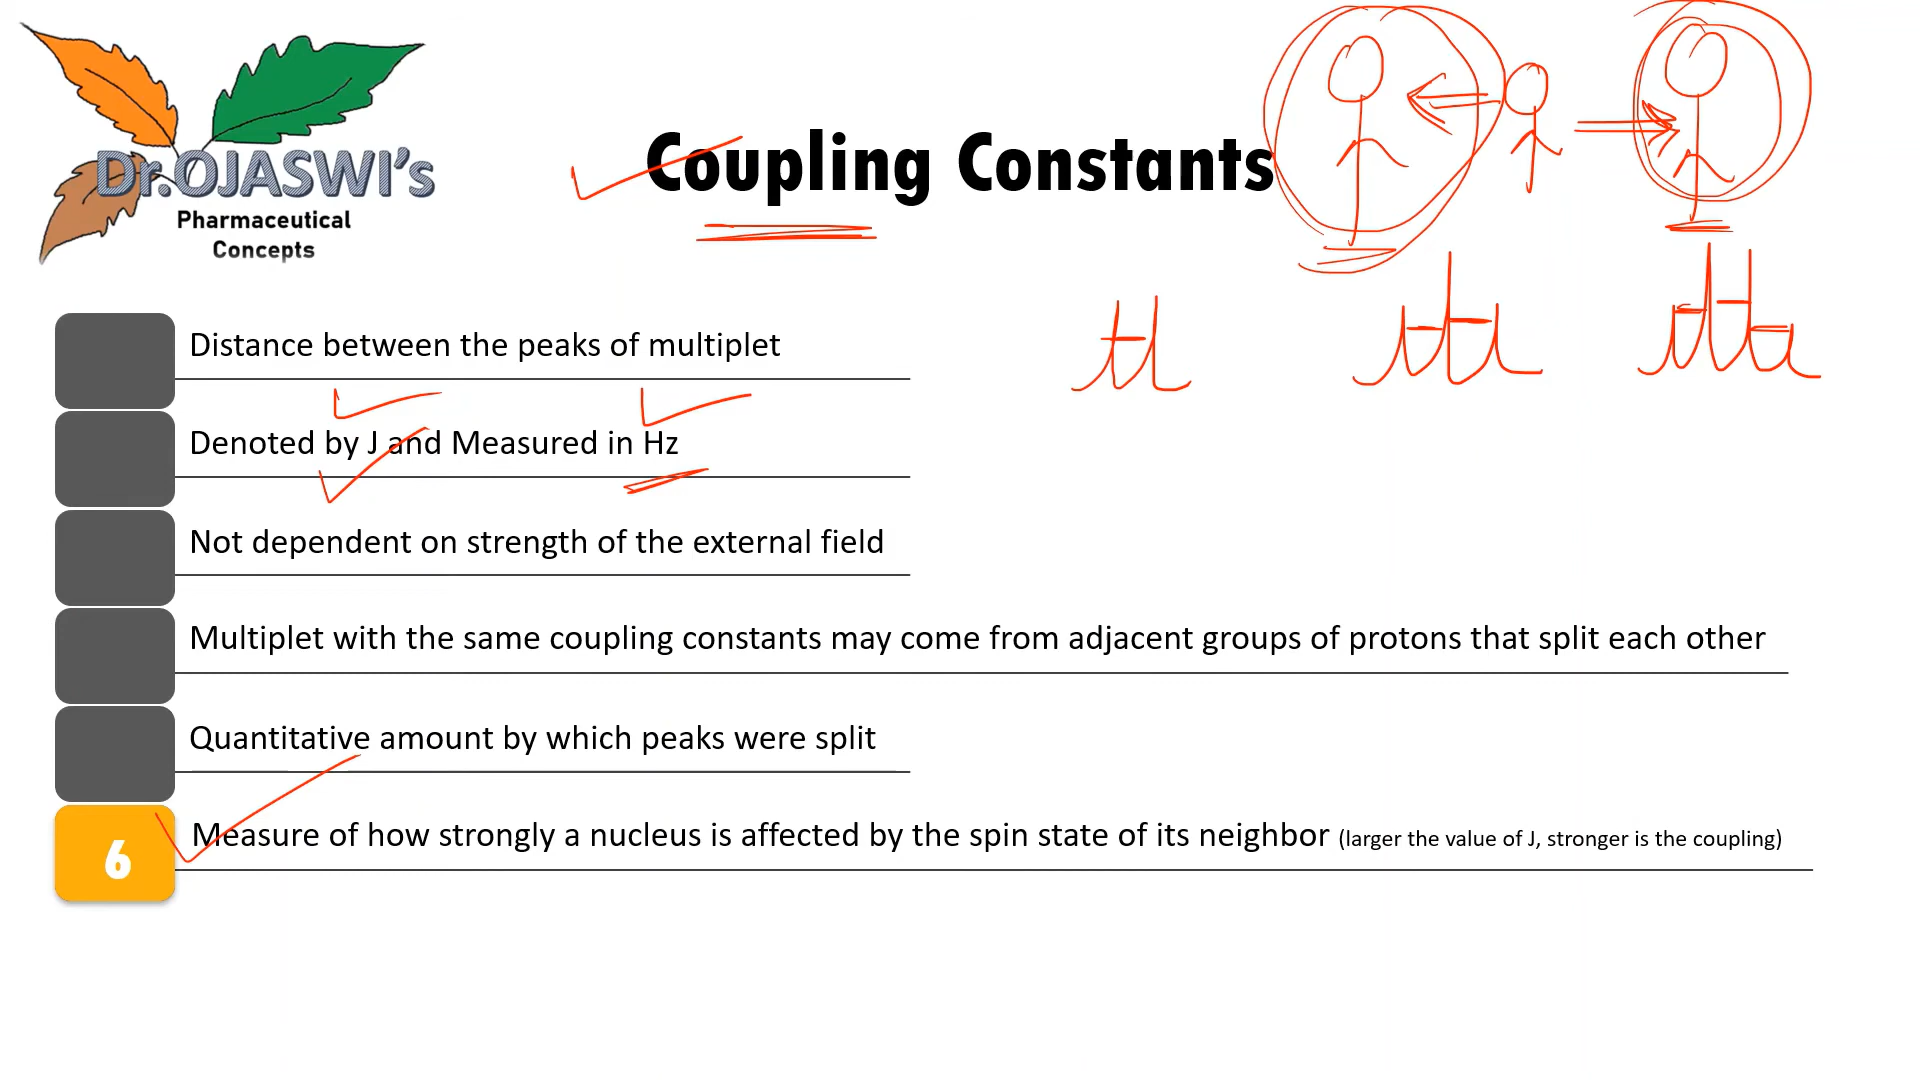 Dr.OJASWI's
Pharmaceutical
Concepts
Coupling Constants
Distance between the peaks of multiplet
Denoted by J and Measured in Hz
Not dependent on strength of the external field
Multiplet with the same coupling constants may come from adjacent groups of protons that split each other
Quantitative amount by which peaks were split
6 Measure of how strongly a nucleus is affected by the spin state of its neighbor (larger the value of J, stronger is the coupling)